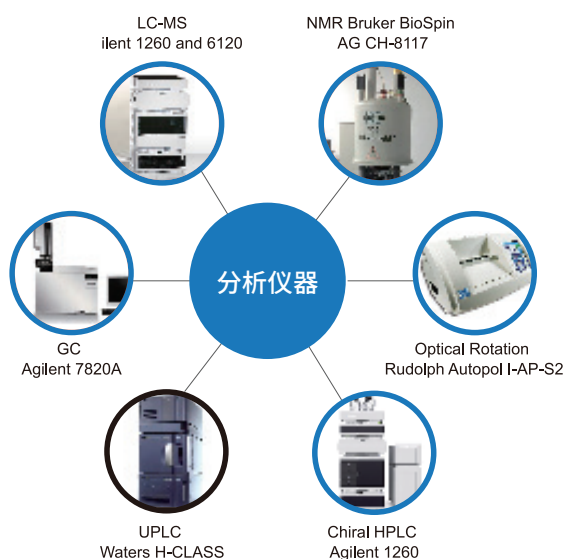 LC-MS
ilent 1260 and 6120
NMR Bruker BioSpin
AG CH-8117
分析仪器
GC
Agilent 7820A
Optical Rotation
Rudolph Autopol I-AP-S2
UPLC
Waters H-CLASS
Chiral HPLC
Agilent 1260